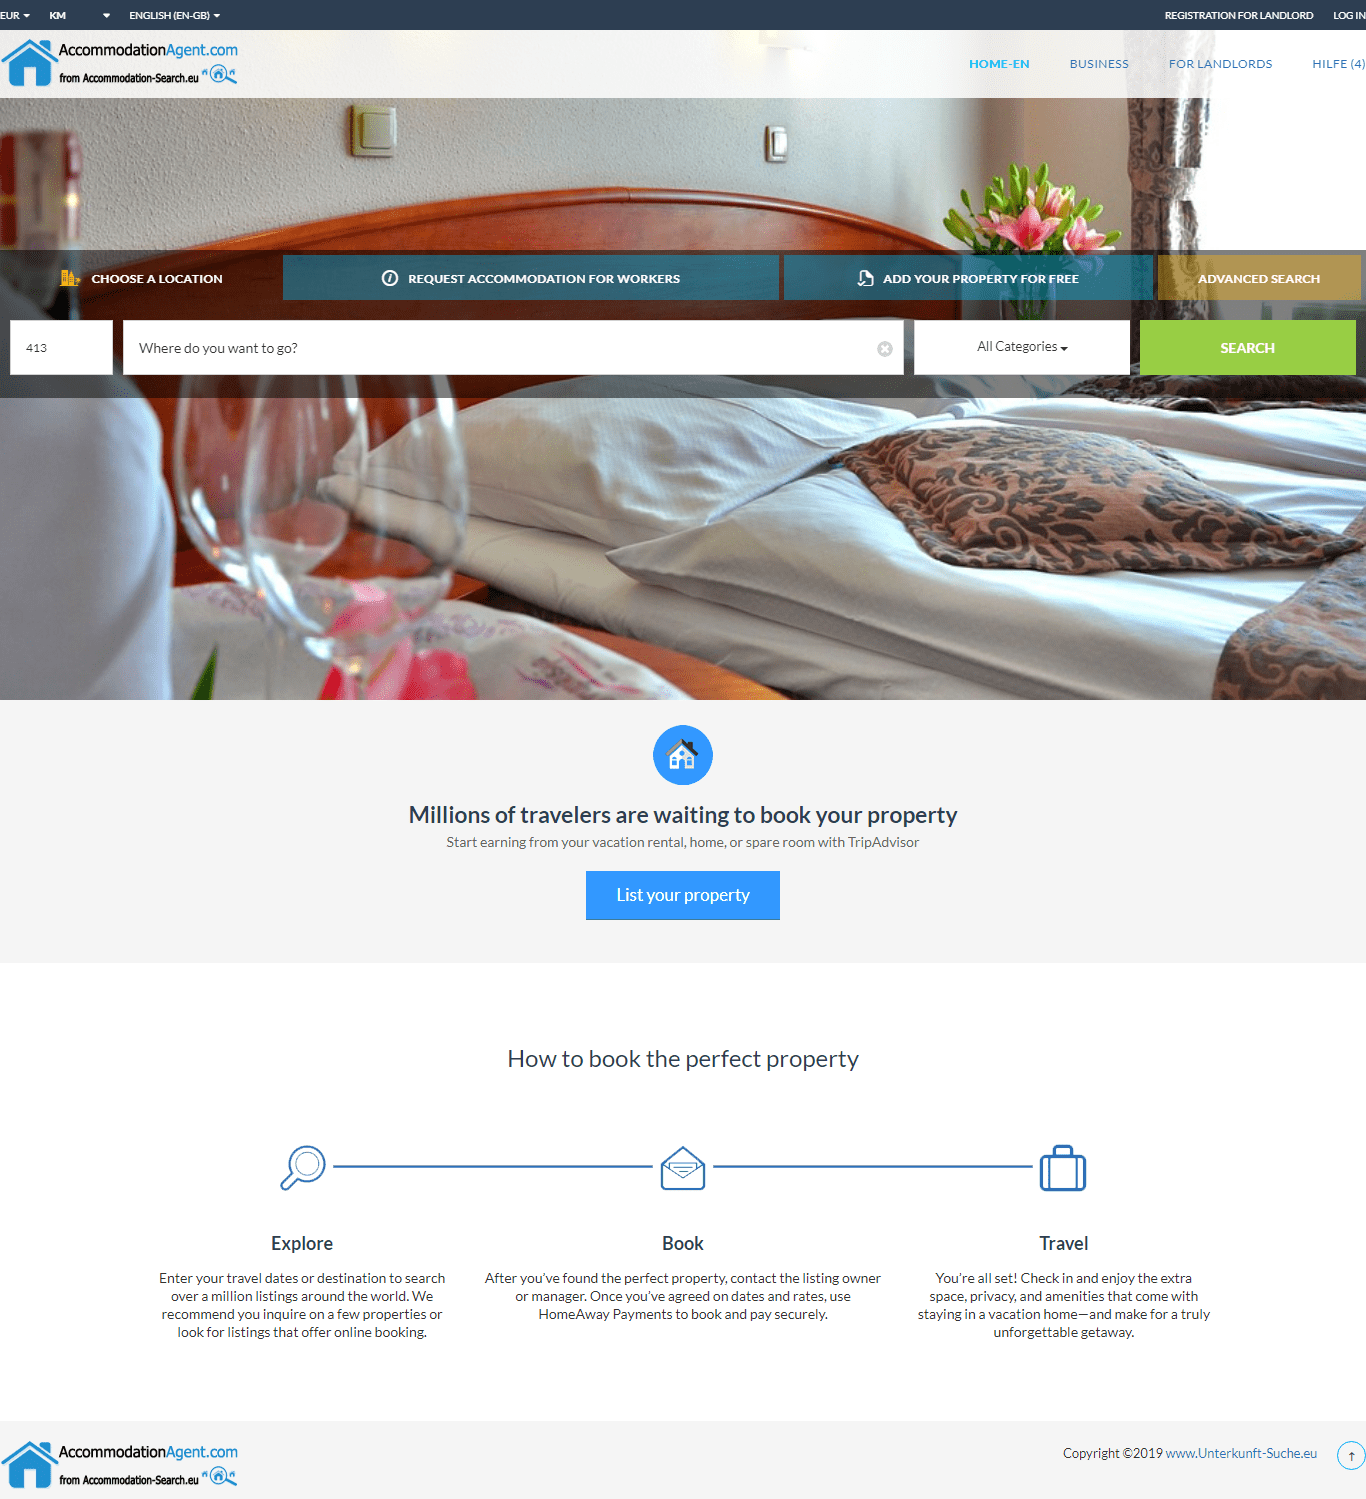 EUR KM ENGLISH (EN-GB) REGISTRATION FOR LANDLORD LOG IN
AccommodationAgent.com
from Accommodation-Search.eu
HOME-EN BUSINESS FOR LANDLORDS HILFE (4)
CHOOSE A LOCATION REQUEST ACCOMMODATION FOR WORKERS ADD YOUR PROPERTY FOR FREE ADVANCED SEARCH
413 Where do you want to go? All Categories SEARCH
Millions of travelers are waiting to book your property
Start earning from your vacation rental, home, or spare room with TripAdvisor
List your property
How to book the perfect property
Explore
Enter your travel dates or destination to search
over a million listings around the world. We
recommend you inquire on a few properties or
look for listings that offer online booking.
Book
After you’ve found the perfect property, contact the listing owner
or manager. Once you’ve agreed on dates and rates, use
HomeAway Payments to book and pay securely.
Travel
You’re all set! Check in and enjoy the extra
space, privacy, and amenities that come with
staying in a vacation home—and make for a truly
unforgettable getaway.
AccommodationAgent.com
from Accommodation-Search.eu
Copyright ©2019 www.Unterkunft-Suche.eu